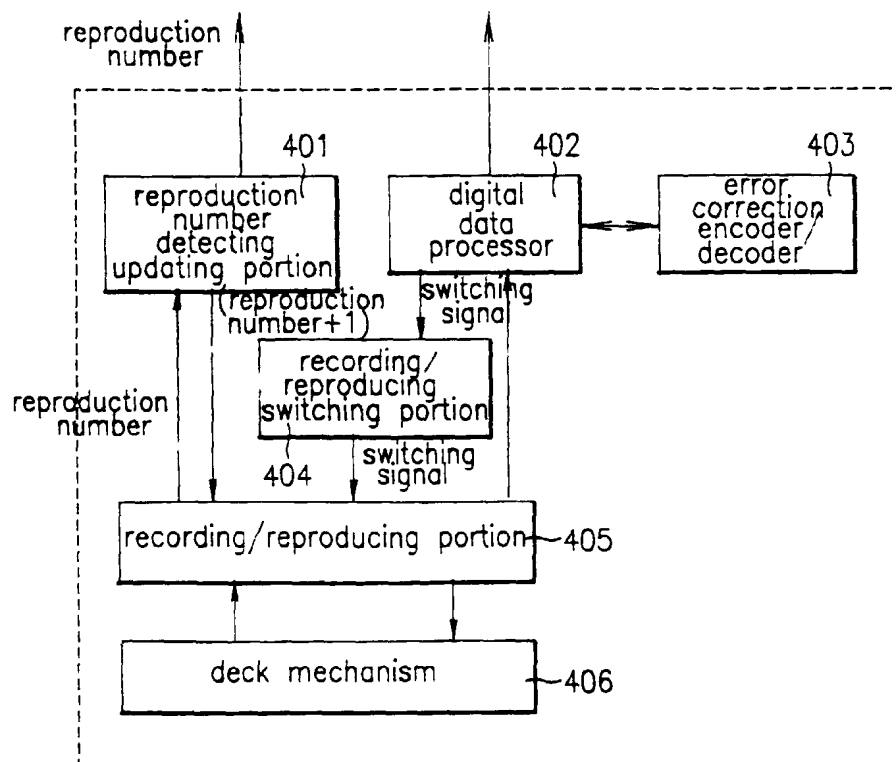 reproduction
number
401
402
403
reproduction
number
detecting
updating portion
digital
data
processor
error
correction
encoder/
decoder
(reproduction
number+1)
switching
signal
recording/
reproducing
switching portion
reproduction
number
404
switching
signal
recording/reproducing portion
405
deck mechanism
406